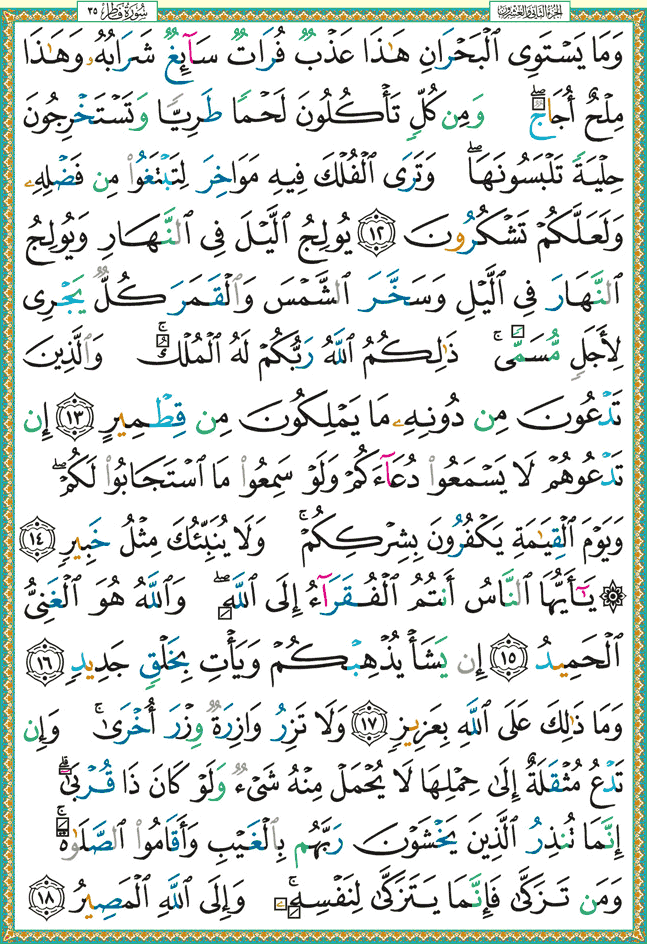 الجزء الثاني والعشرون سورة فاطر ٣٥
وَمَا يَسْتَوِى ٱلْبَحْرَانِ هَـٰذَا عَذْبٌ فُرَاتٌ سَآئِغٌ شَرَابُهُۥ وَهَـٰذَا
مِلْحٌ أُجَاجٌ ۖ وَمِن كُلٍّ تَأْكُلُونَ لَحْمًا طَرِيًّا وَتَسْتَخْرِجُونَ
حِلْيَةً تَلْبَسُونَهَا ۖ وَتَرَى ٱلْفُلْكَ فِيهِ مَوَاخِرَ لِتَبْتَغُوا۟ مِن فَضْلِهِۦ
وَلَعَلَّكُمْ تَشْكُرُونَ ١٢ يُولِجُ ٱلَّيْلَ فِى ٱلنَّهَارِ وَيُولِجُ
ٱلنَّهَارَ فِى ٱلَّيْلِ وَسَخَّرَ ٱلشَّمْسَ وَٱلْقَمَرَ كُلٌّ يَجْرِى
لِأَجَلٍ مُّسَمًّى ۚ ذَٰلِكُمُ ٱللَّهُ رَبُّكُمْ لَهُ ٱلْمُلْكُ ۚ وَٱلَّذِينَ
تَدْعُونَ مِن دُونِهِۦ مَا يَمْلِكُونَ مِن قِطْمِيرٍ ١٣ إِن
تَدْعُوهُمْ لَا يَسْمَعُوا۟ دُعَآءَكُمْ وَلَوْ سَمِعُوا۟ مَا ٱسْتَجَابُوا۟ لَكُمْ ۖ
وَيَوْمَ ٱلْقِيَـٰمَةِ يَكْفُرُونَ بِشِرْكِكُمْ ۚ وَلَا يُنَبِّئُكَ مِثْلُ خَبِيرٍ ١٤
۞ يَـٰٓأَيُّهَا ٱلنَّاسُ أَنتُمُ ٱلْفُقَرَآءُ إِلَى ٱللَّهِ ۖ وَٱللَّهُ هُوَ ٱلْغَنِىُّ
ٱلْحَمِيدُ ١٥ إِن يَشَأْ يُذْهِبْكُمْ وَيَأْتِ بِخَلْقٍ جَدِيدٍ ١٦
وَمَا ذَٰلِكَ عَلَى ٱللَّهِ بِعَزِيزٍ ١٧ وَلَا تَزِرُ وَازِرَةٌ وِزْرَ أُخْرَىٰ ۚ وَإِن
تَدْعُ مُثْقَلَةٌ إِلَىٰ حِمْلِهَا لَا يُحْمَلْ مِنْهُ شَىْءٌ وَلَوْ كَانَ ذَا قُرْبَىٰٓ ۗ
إِنَّمَا تُنذِرُ ٱلَّذِينَ يَخْشَوْنَ رَبَّهُم بِٱلْغَيْبِ وَأَقَامُوا۟ ٱلصَّلَوٰةَ ۚ
وَمَن تَزَكَّىٰ فَإِنَّمَا يَتَزَكَّىٰ لِنَفْسِهِۦ ۚ وَإِلَى ٱللَّهِ ٱلْمَصِيرُ ١٨